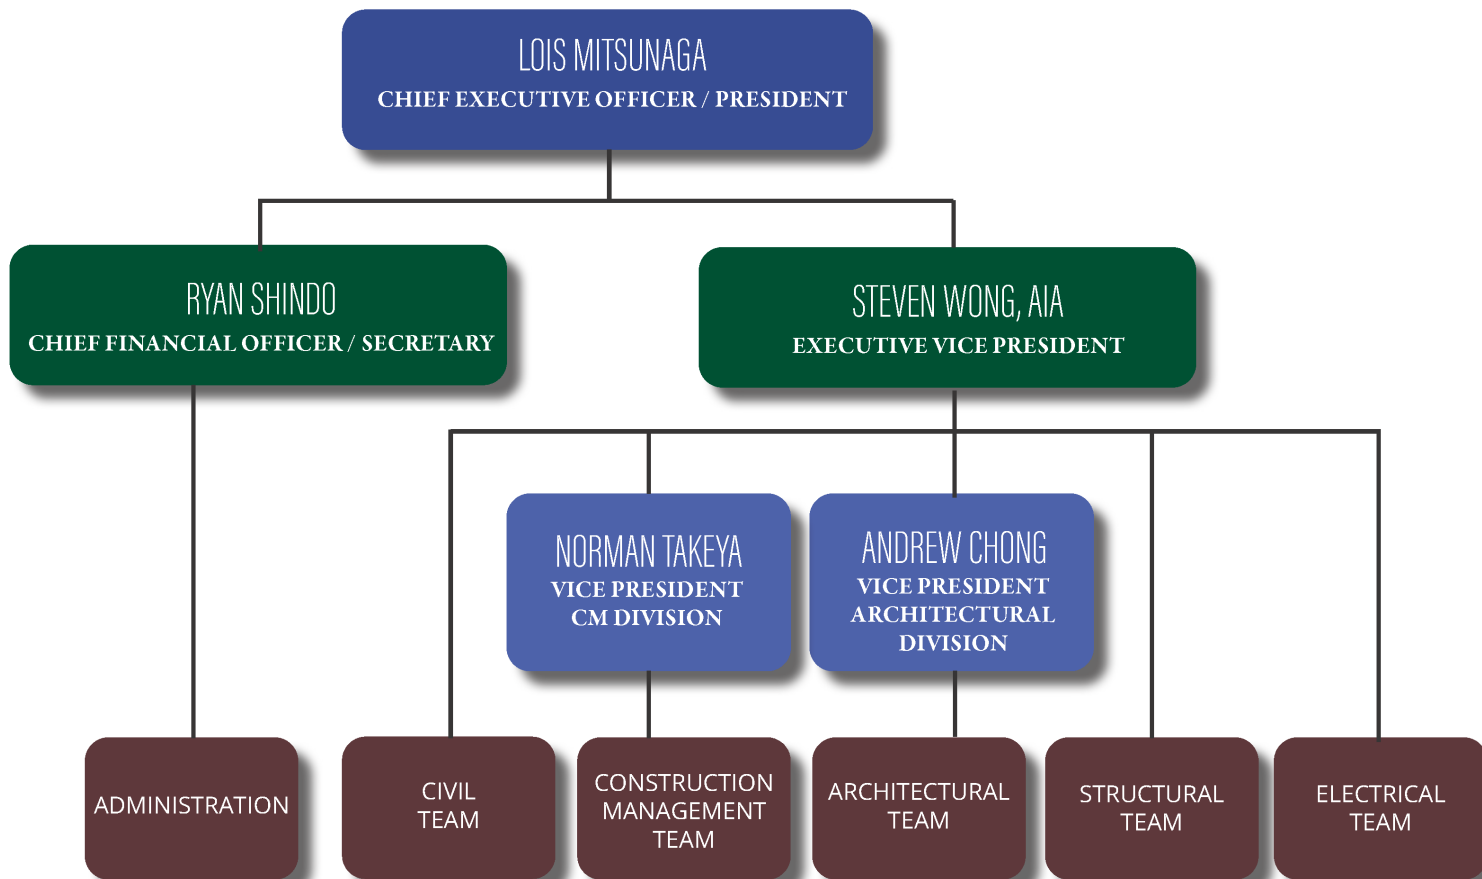 LOIS MITSUNAGA
CHIEF EXECUTIVE OFFICER / PRESIDENT
RYAN SHINDO
CHIEF FINANCIAL OFFICER / SECRETARY
STEVEN WONG, AIA
EXECUTIVE VICE PRESIDENT
NORMAN TAKEYA
VICE PRESIDENT
CM DIVISION
ANDREW CHONG
VICE PRESIDENT
ARCHITECTURAL
DIVISION
ADMINISTRATION
CIVIL
TEAM
CONSTRUCTION
MANAGEMENT
TEAM
ARCHITECTURAL
TEAM
STRUCTURAL
TEAM
ELECTRICAL
TEAM